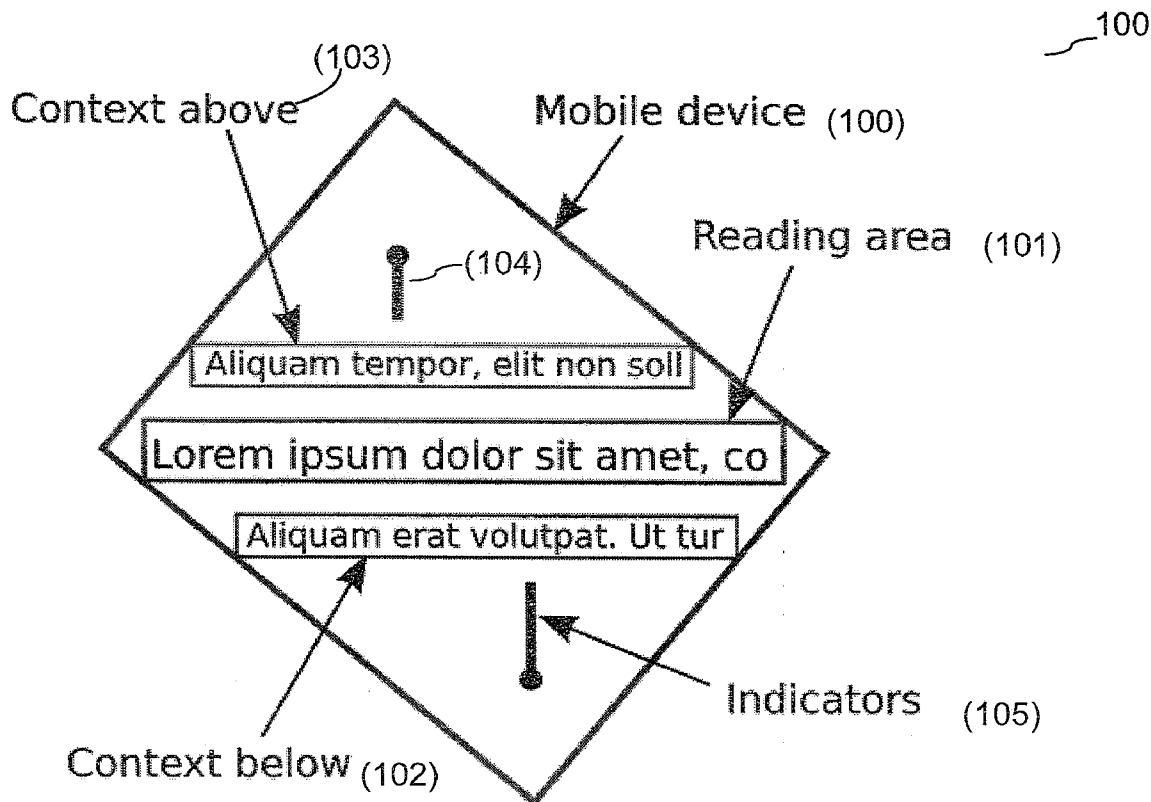 100
(103)
Context above
Mobile device (100)
Reading area (101)
(104)
Aliquam tempor, elit non soll
Lorem ipsum dolor sit amet, co
Aliquam erat volutpat. Ut tur
Indicators (105)
Context below (102)